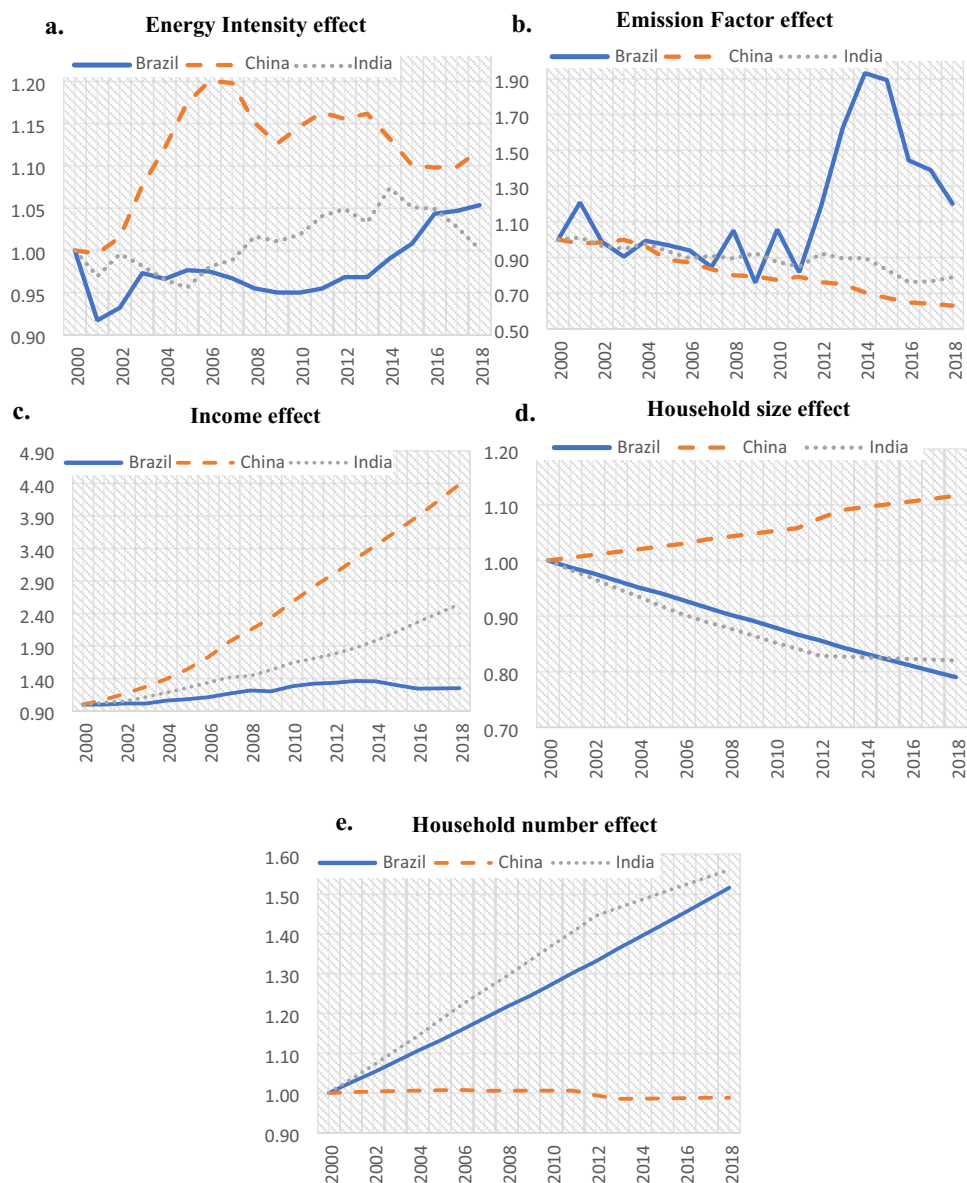 a. Energy Intensity effect
Brazil China India
1.20
1.15
1.10
1.05
1.00
0.95
0.90
2000 2002 2004 2006 2008 2010 2012 2014 2016 2018
b. Emission Factor effect
Brazil China India
1.90
1.70
1.50
1.30
1.10
0.90
0.70
0.50
2000 2002 2004 2006 2008 2010 2012 2014 2016 2018
c. Income effect
Brazil China India
4.90
4.40
3.90
3.40
2.90
2.40
1.90
1.40
0.90
2000 2002 2004 2006 2008 2010 2012 2014 2016 2018
d. Household size effect
Brazil China India
1.20
1.10
1.00
0.90
0.80
0.70
2000 2002 2004 2006 2008 2010 2012 2014 2016 2018
e. Household number effect
Brazil China India
1.60
1.50
1.40
1.30
1.20
1.10
1.00
0.90
2000 2002 2004 2006 2008 2010 2012 2014 2016 2018